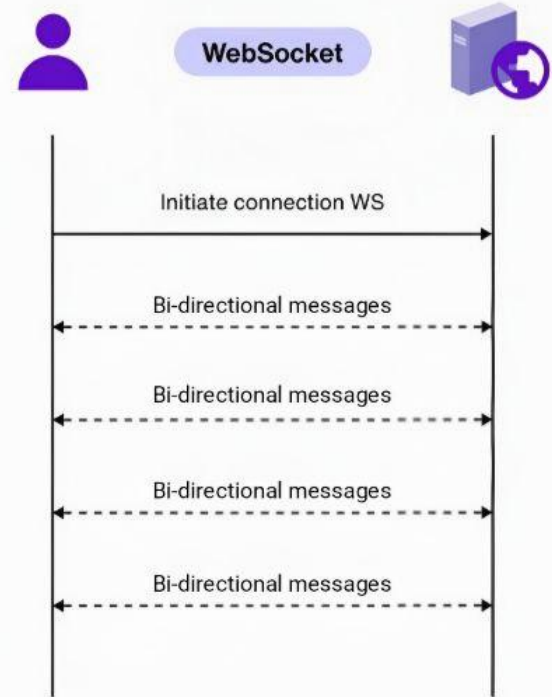 WebSocket
Initiate connection WS
Bi-directional messages
Bi-directional messages
Bi-directional messages
Bi-directional messages